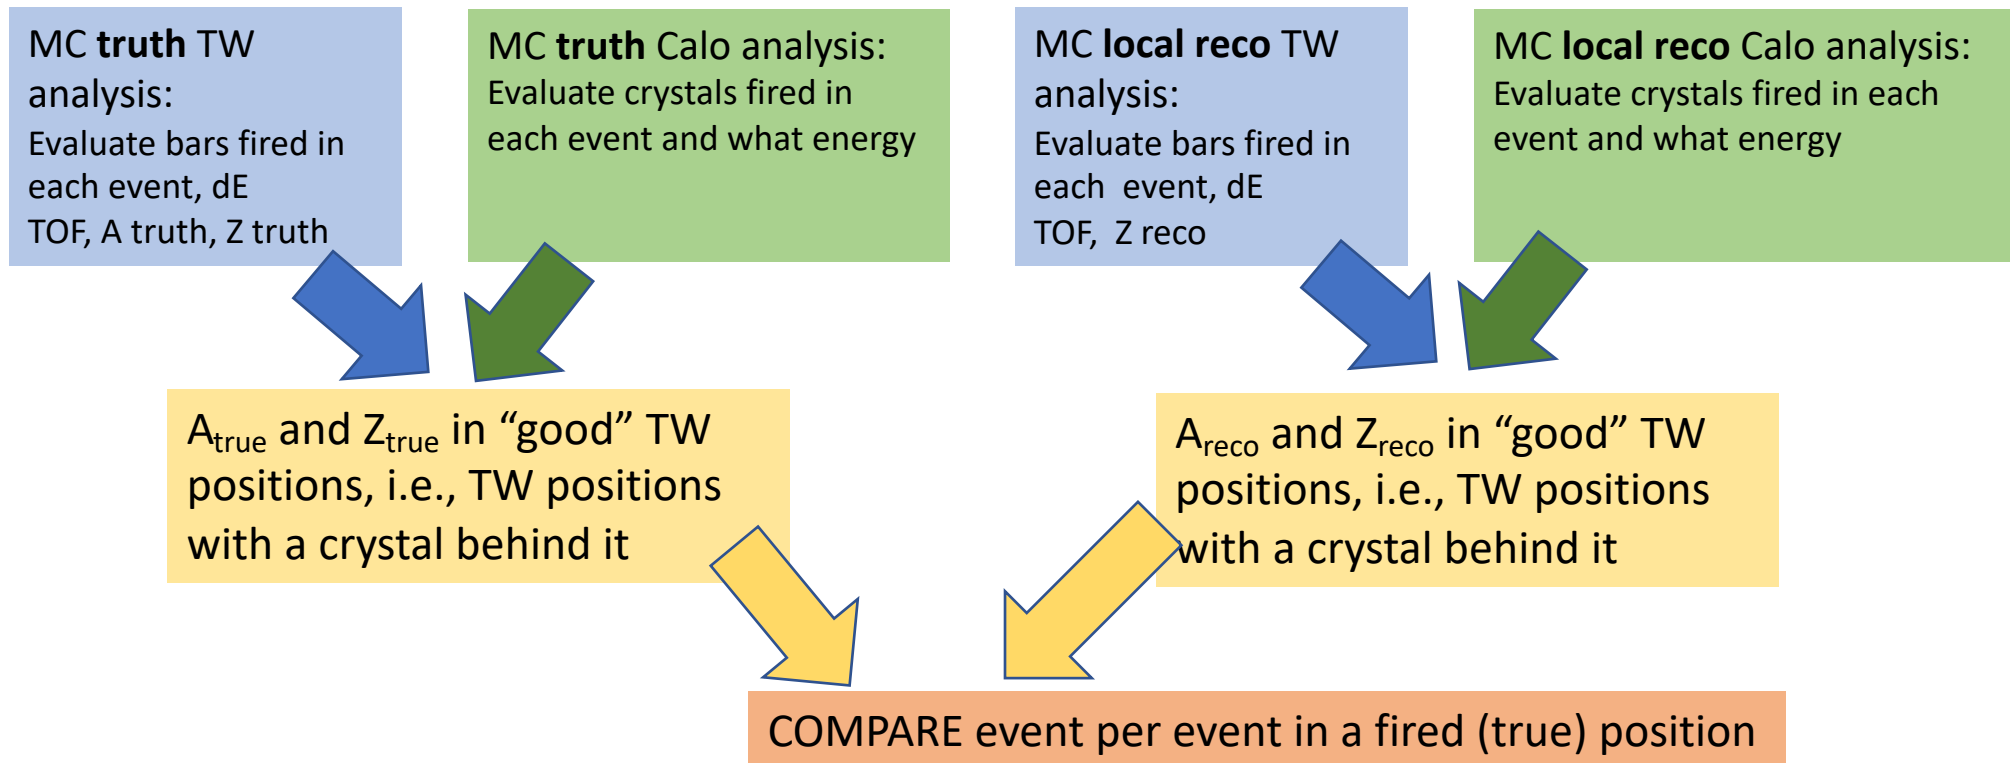 MC truth TW
analysis:
Evaluate bars fired in
each event, dE
TOF, A truth, Z truth
MC truth Calo analysis:
Evaluate crystals fired in
each event and what energy
MC local reco TW
analysis:
Evaluate bars fired in
each  event, dE
TOF,  Z reco
MC local reco Calo analysis:
Evaluate crystals fired in each
event and what energy
Atrue and Ztrue in “good” TW
positions, i.e., TW positions
with a crystal behind it
Areco and Zreco in “good” TW
positions, i.e., TW positions
with a crystal behind it
COMPARE event per event in a fired (true) position